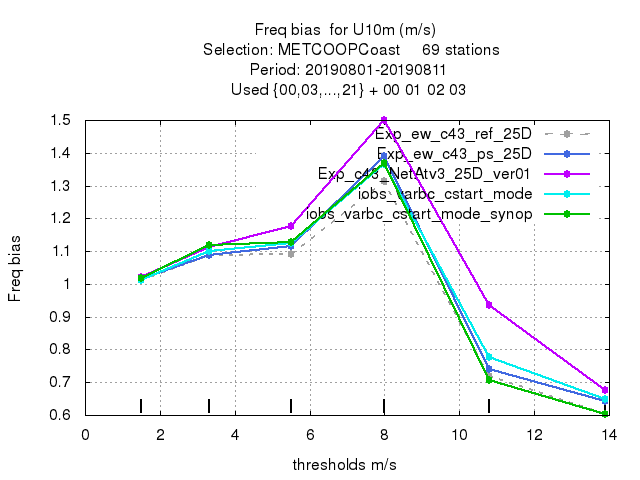 Freq bias  for U10m (m/s)
Selection: METCOOPCoast     69 stations
Period: 20190801-20190811
Used {00,03,...,21} + 00 01 02 03
Exp_ew_c43_ref_25D
Exp_ew_c43_ps_25D
Exp_c43_NetAtv3_25D_ver01
iobs_varbc_cstart_mode
iobs_varbc_cstart_mode_synop
1.5
1.4
1.3
1.2
1.1
1
0.9
0.8
0.7
0.6
Freq bias
0 2 4 6 8 10 12 14
thresholds m/s